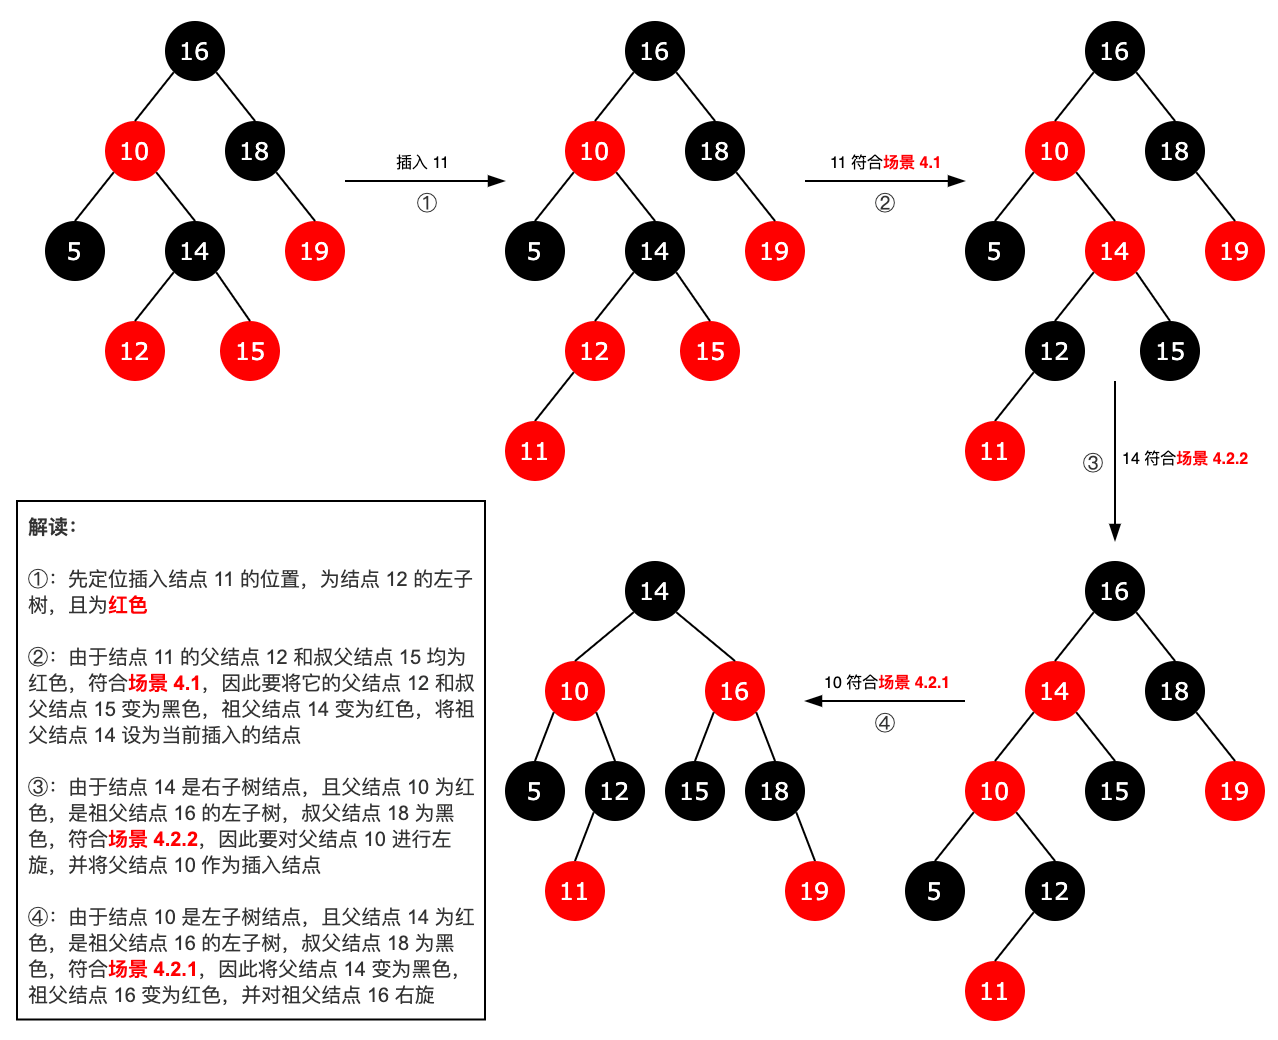 16
10
18
5
14
19
12
15
插入 11
①
16
10
18
5
14
19
12
15
11
11 符合场景 4.1
②
16
10
18
5
14
19
12
15
11
③
14 符合场景 4.2.2
16
14
18
10
15
19
5
12
11
10 符合场景 4.2.1
④
14
10
16
5
12
15
18
11
19
解读：
①：先定位插入结点 11 的位置，为结点 12 的左子
树，且为红色
②：由于结点 11 的父结点 12 和叔父结点 15 均为
红色，符合场景 4.1，因此要将它的父结点 12 和叔
父结点 15 变为黑色，祖父结点 14 变为红色，将祖
父结点 14 设为当前插入的结点
③：由于结点 14 是右子树结点，且父结点 10 为红
色，是祖父结点 16 的左子树，叔父结点 18 为黑
色，符合场景 4.2.2，因此要对父结点 10 进行左
旋，并将父结点 10 作为插入结点
④：由于结点 10 是左子树结点，且父结点 14 为红
色，是祖父结点 16 的左子树，叔父结点 18 为黑
色，符合场景 4.2.1，因此将父结点 14 变为黑色，
祖父结点 16 变为红色，并对祖父结点 16 右旋